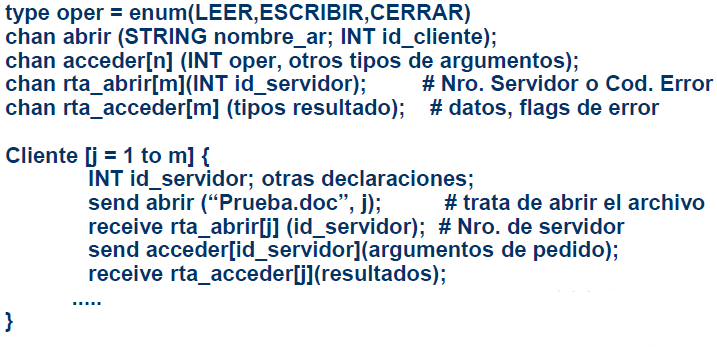 type oper = enum(LEER,ESCRIBIR,CERRAR)
chan abrir (STRING nombre_ar; INT id_cliente);
chan acceder[n] (INT oper, otros tipos de argumentos);
chan rta_abrir[m](INT id_servidor); # Nro. Servidor o Cod. Error
chan rta_acceder[m] (tipos resultado); # datos, flags de error
Cliente [j = 1 to m] {
INT id_servidor; otras declaraciones;
send abrir (“Prueba.doc”, j); # trata de abrir el archivo
receive rta_abrir[j] (id_servidor); # Nro. de servidor
send acceder[id_servidor](argumentos de pedido);
receive rta_acceder[j](resultados);
.....
}